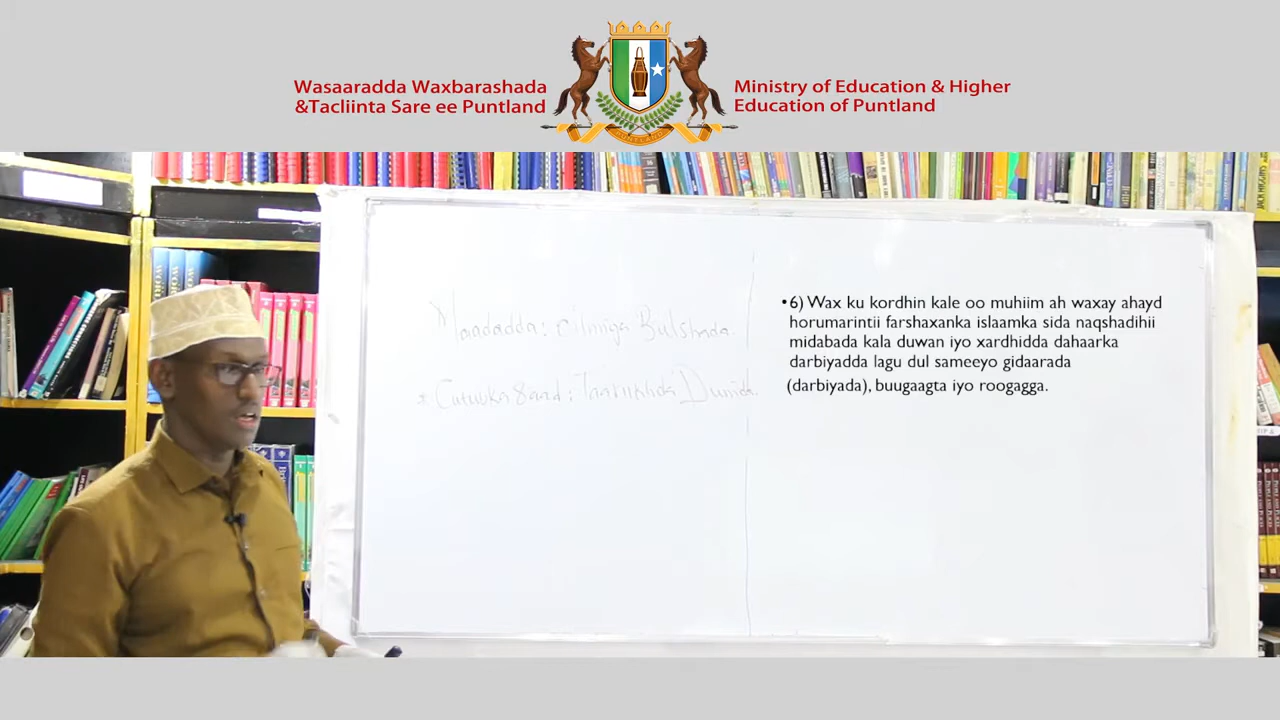 Wasaaradda Waxbarashada
&Tacliinta Sare ee Puntland
Ministry of Education & Higher
Education of Puntland
PUNTLAND
Maadadda: Cilmiga Bulshada.
Taariikhda Dunida.
•6) Wax ku kordhin kale oo muhiim ah waxay ahayd
horumarintii farshaxanka islaamka sida naqshadihii
midabada kala duwan iyo xardhidda dahaarka
darbiyadda lagu dul sameeyo gidaarada
(darbiyada), buugaagta iyo roogagga.